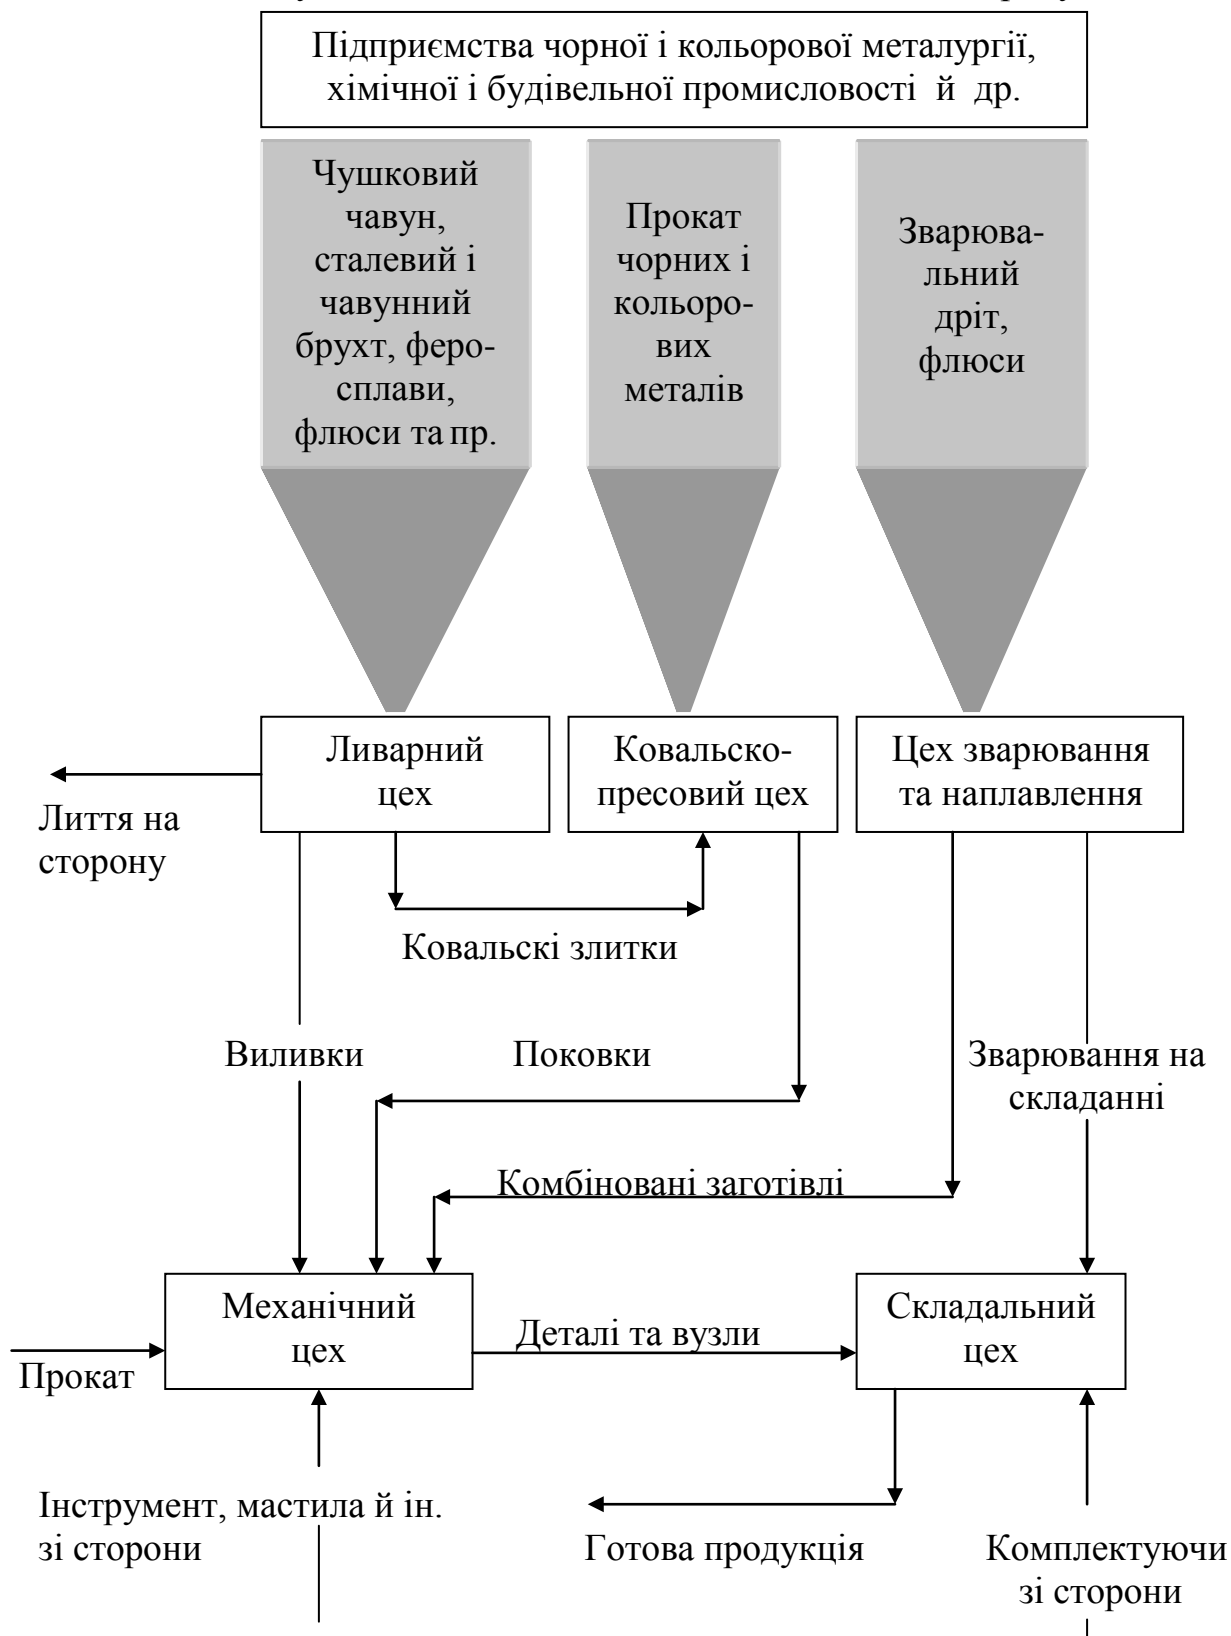 Підприємства чорної і кольорової металургії,
хімічної і будівельної промисловості й др.
Чушковий
чавун,
сталевий і
чавунний
брухт, феро-
сплави,
флюси та пр.
Прокат
чорних і
кольоро-
вих
металів
Зварюва-
льний
дріт,
флюси
Ливарний
цех
Ковальско-
пресовий цех
Цех зварювання
та наплавлення
Лиття на
сторону
Ковальскі злитки
Виливки
Поковки
Зварювання на
складанні
Комбіновані заготівлі
Механічний
цех
Деталі та вузли
Складальний
цех
Прокат
Інструмент, мастила й ін.
зі сторони
Готова продукція
Комплектуючи
зі сторони